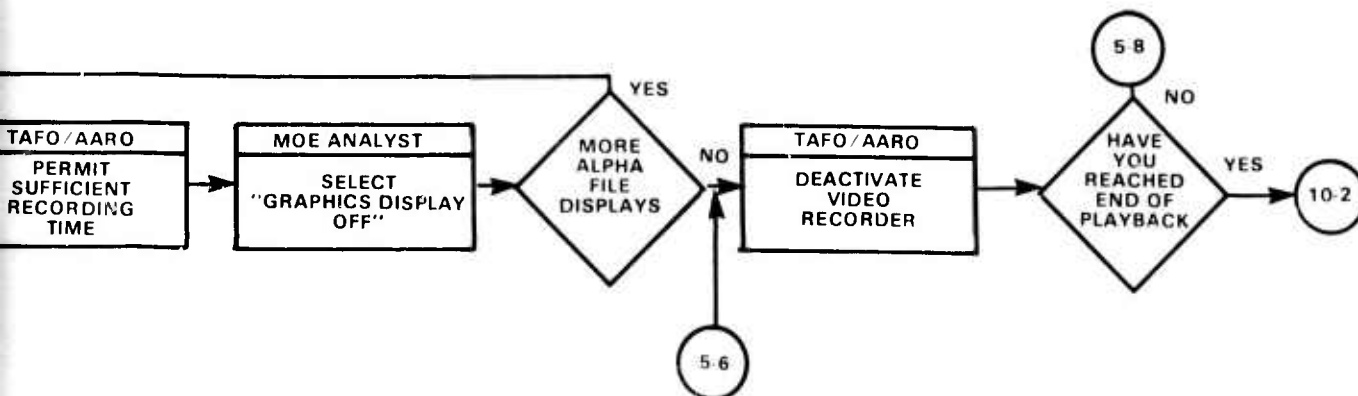 TAFO/AARO
PERMIT
SUFFICIENT
RECORDING
TIME
MOE ANALYST
SELECT
"GRAPHICS DISPLAY
OFF"
YES
MORE
ALPHA
FILE
DISPLAYS
NO
5-6
TAFO/AARO
DEACTIVATE
VIDEO
RECORDER
5-8
NO
HAVE
YOU
REACHED
END OF
PLAYBACK
YES
10-2